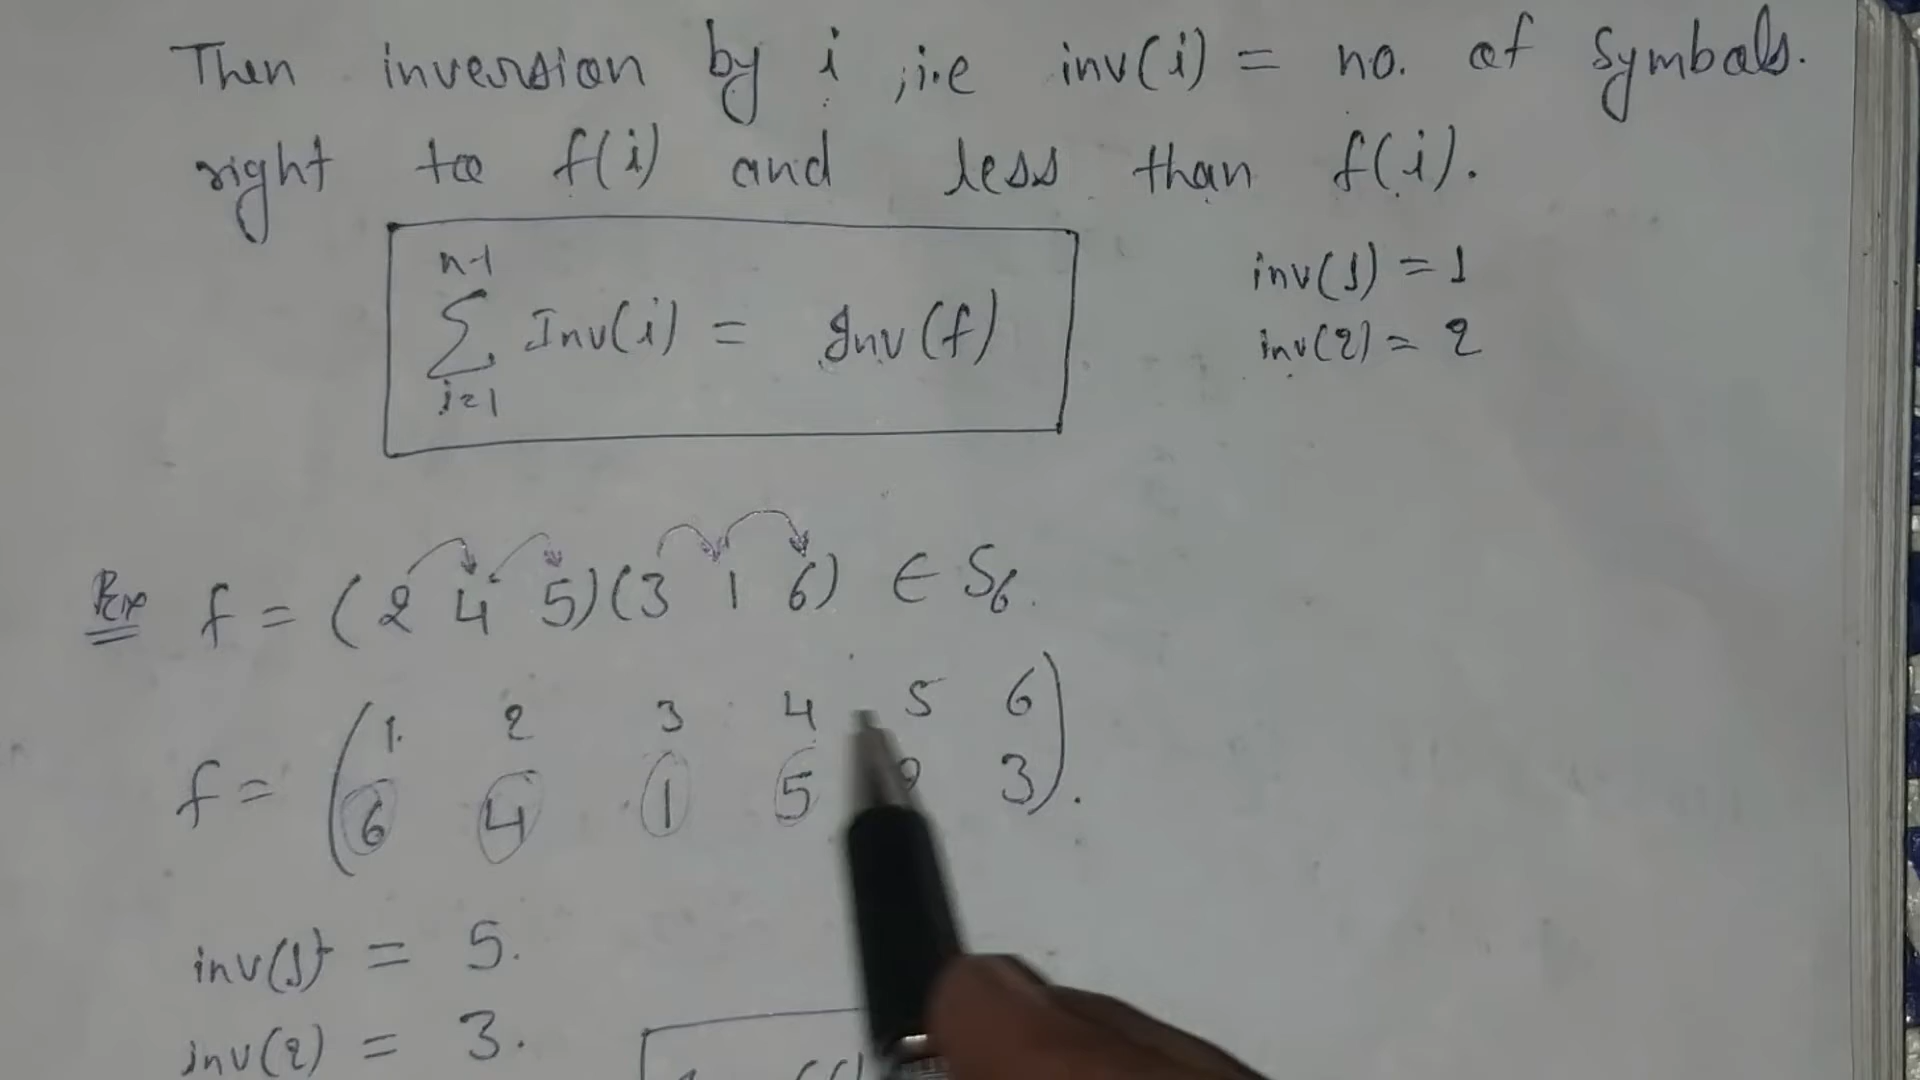 Then inversion by i ,i.e inv(i) = no. of symbols.
right to f(i) and less than f(i).
n-1
∑ Inv(i) = Inv(f)
i=1
inv(1) = 1
inv(2) = 2
Ex f = (2 4 5)(3 1 6) ∈ S6.
f = (1. 2 3 4 5 6
6 4 1 5 2 3).
inv(1) = 5.
inv(2) = 3.